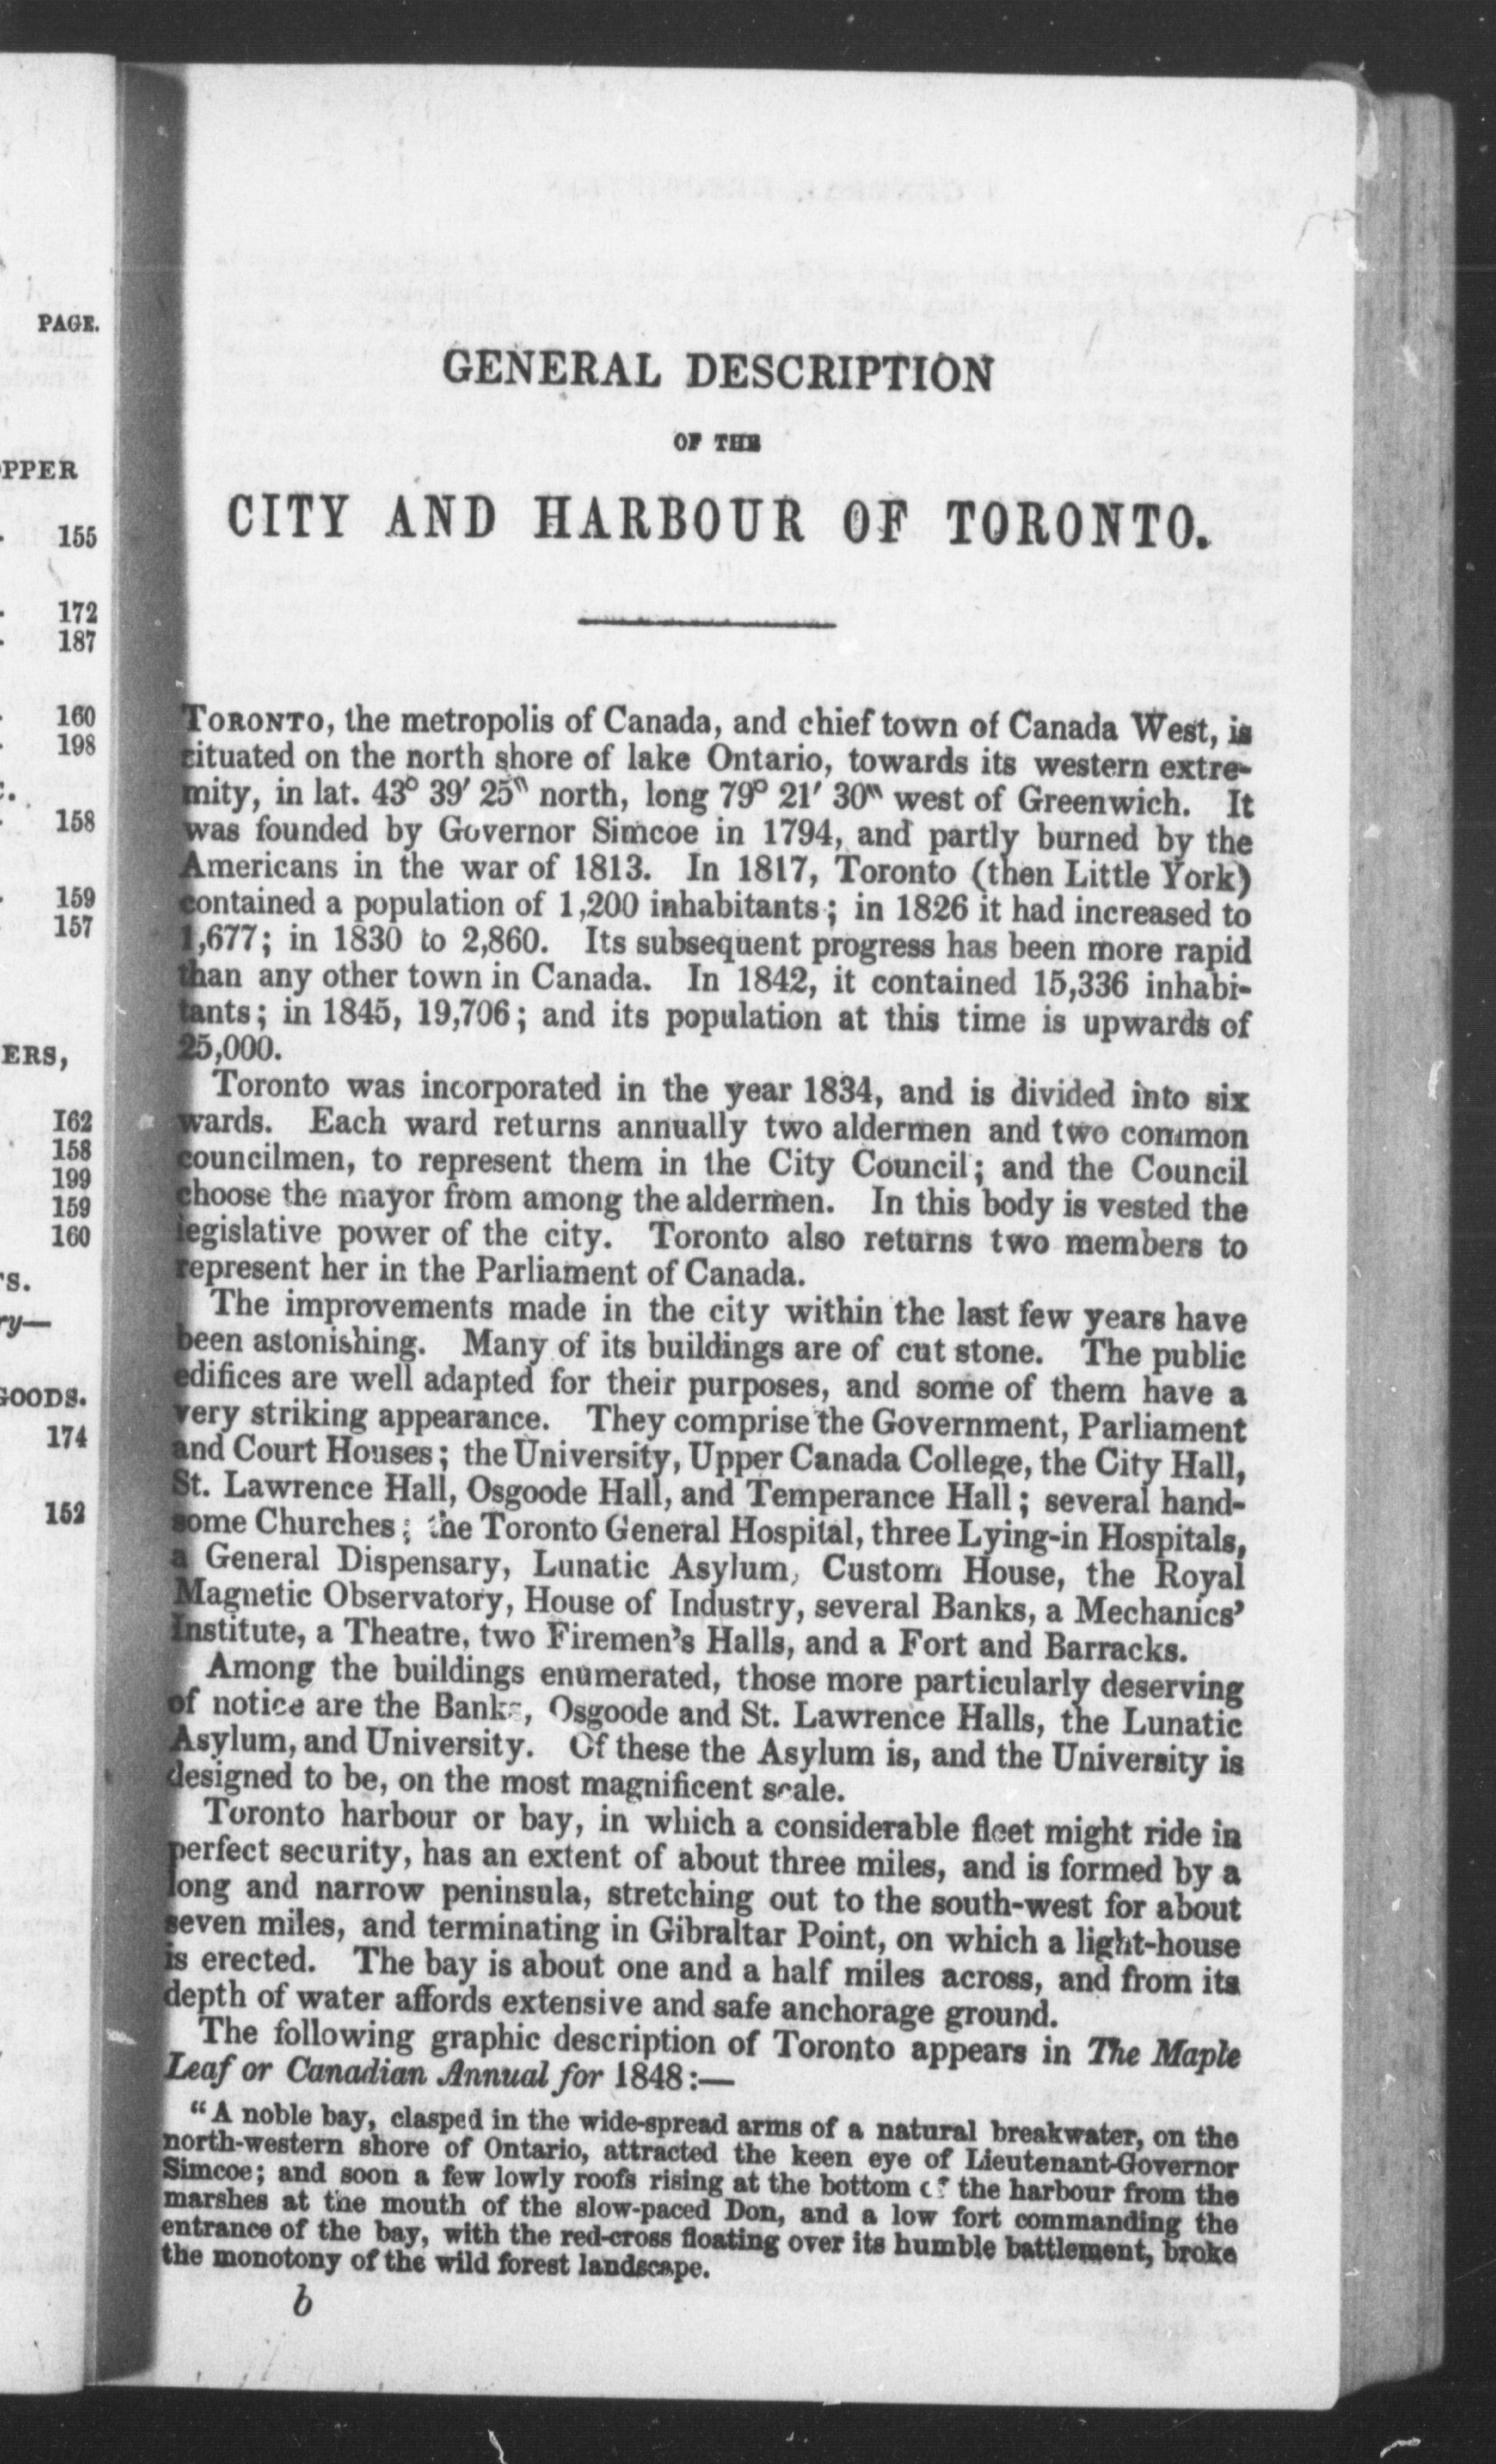 PAGE.
PPER
155
172
187
160
198
158
159
157
ERS,
162
158
199
159
160
's.
ry—
GOODS.
174
152
GENERAL DESCRIPTION
OF THE
CITY AND HARBOUR OF TORONTO.
TORONTO, the metropolis of Canada, and chief town of Canada West, is
situated on the north shore of lake Ontario, towards its western extre-
mity, in lat. 43° 39′ 25″ north, long 79° 21′ 30″ west of Greenwich. It
was founded by Governor Simcoe in 1794, and partly burned by the
Americans in the war of 1813. In 1817, Toronto (then Little York)
contained a population of 1,200 inhabitants; in 1826 it had increased to
1,677; in 1830 to 2,860. Its subsequent progress has been more rapid
than any other town in Canada. In 1842, it contained 15,336 inhabi-
tants; in 1845, 19,706; and its population at this time is upwards of
25,000.
Toronto was incorporated in the year 1834, and is divided into six
wards. Each ward returns annually two aldermen and two common
councilmen, to represent them in the City Council; and the Council
choose the mayor from among the aldermen. In this body is vested the
legislative power of the city. Toronto also returns two members to
represent her in the Parliament of Canada.
The improvements made in the city within the last few years have
been astonishing. Many of its buildings are of cut stone. The public
edifices are well adapted for their purposes, and some of them have a
very striking appearance. They comprise the Government, Parliament
and Court Houses; the University, Upper Canada College, the City Hall,
St. Lawrence Hall, Osgoode Hall, and Temperance Hall; several hand-
some Churches; the Toronto General Hospital, three Lying-in Hospitals,
a General Dispensary, Lunatic Asylum, Custom House, the Royal
Magnetic Observatory, House of Industry, several Banks, a Mechanics'
Institute, a Theatre, two Firemen's Halls, and a Fort and Barracks.
Among the buildings enumerated, those more particularly deserving
of notice are the Banks, Osgoode and St. Lawrence Halls, the Lunatic
Asylum, and University. Of these the Asylum is, and the University is
designed to be, on the most magnificent scale.
Toronto harbour or bay, in which a considerable fleet might ride in
perfect security, has an extent of about three miles, and is formed by a
long and narrow peninsula, stretching out to the south-west for about
seven miles, and terminating in Gibraltar Point, on which a light-house
is erected. The bay is about one and a half miles across, and from its
depth of water affords extensive and safe anchorage ground.
The following graphic description of Toronto appears in The Maple
Leaf or Canadian Annual for 1848:—
"A noble bay, clasped in the wide-spread arms of a natural breakwater, on the
north-western shore of Ontario, attracted the keen eye of Lieutenant-Governor
Simcoe; and soon a few lowly roofs rising at the bottom of the harbour from the
marshes at the mouth of the slow-paced Don, and a low fort commanding the
entrance of the bay, with the red-cross floating over its humble battlement, broke
the monotony of the wild forest landscape.
b